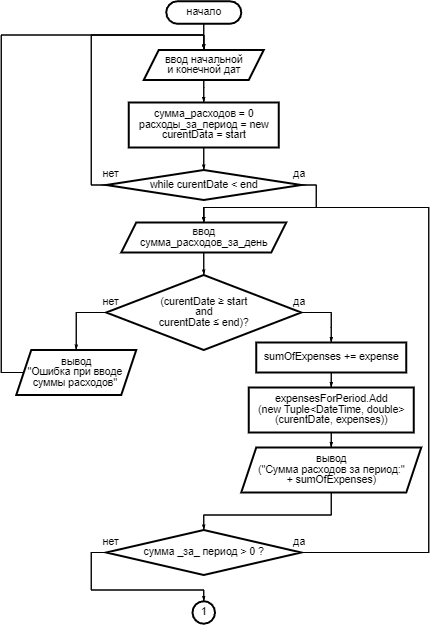 начало
ввод начальной
и конечной дат
сумма_расходов = 0
расходы_за_период = new
curentData = start
нет
да
while curentDate < end
ввод
сумма_расходов_за_день
нет
да
(curentDate ≥ start
and
curentDate ≤ end)?
вывод
"Ошибка при вводе
суммы расходов"
sumOfExpenses += expense
expensesForPeriod.Add
(new Tuple<DateTime, double>
(curentDate, expenses))
вывод
("Сумма расходов за период:"
+ sumOfExpenses)
нет
да
сумма _за_ период > 0 ?
1